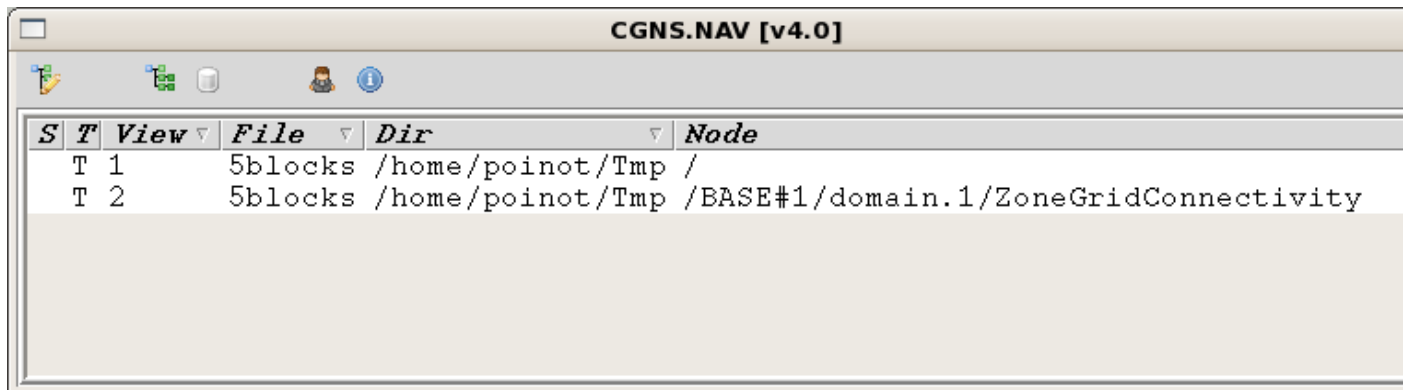 CGNS.NAV [v4.0]
S T View File Dir Node
T 1 5blocks /home/poinot/Tmp /
T 2 5blocks /home/poinot/Tmp /BASE#1/domain.1/ZoneGridConnectivity